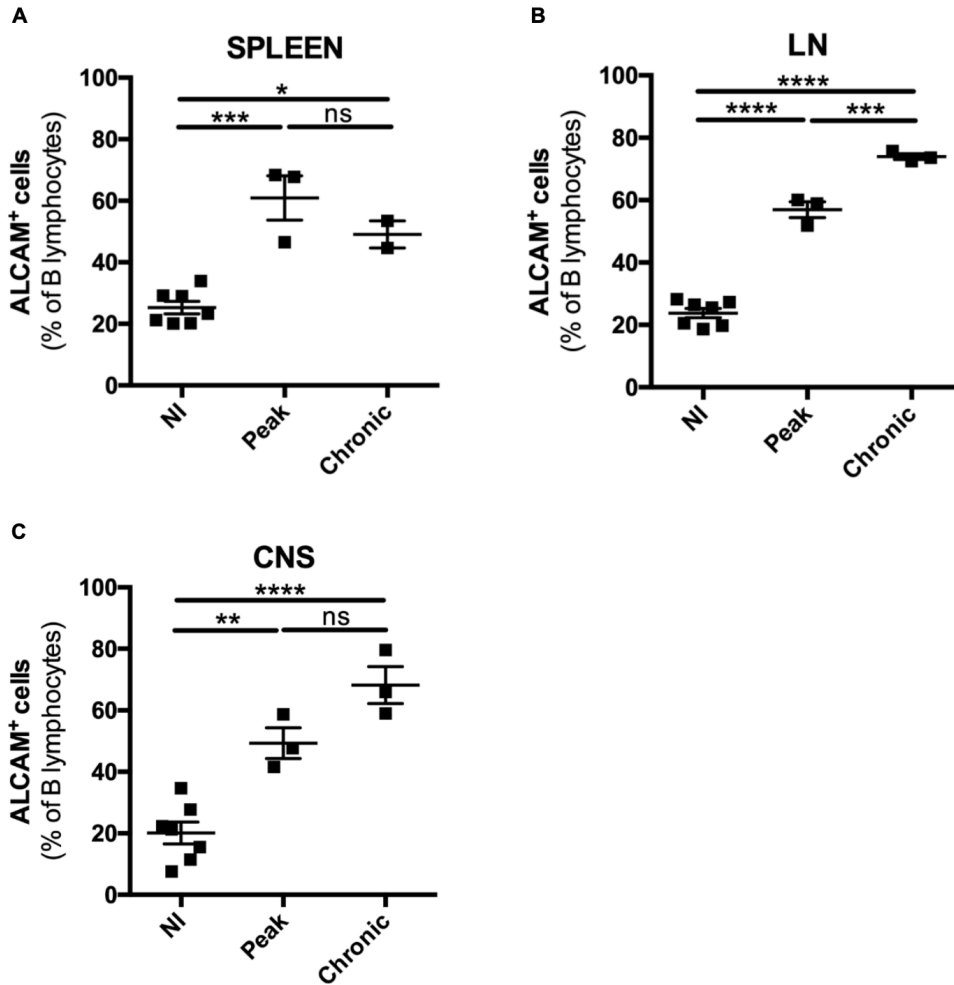 A
SPLEEN
ALCAM⁺ cells
(% of B lymphocytes)
100
80
60
40
20
0
*
***
ns
NI
Peak
Chronic
B
LN
ALCAM⁺ cells
(% of B lymphocytes)
100
80
60
40
20
0
****
****
***
NI
Peak
Chronic
C
CNS
ALCAM⁺ cells
(% of B lymphocytes)
100
80
60
40
20
0
****
**
ns
NI
Peak
Chronic